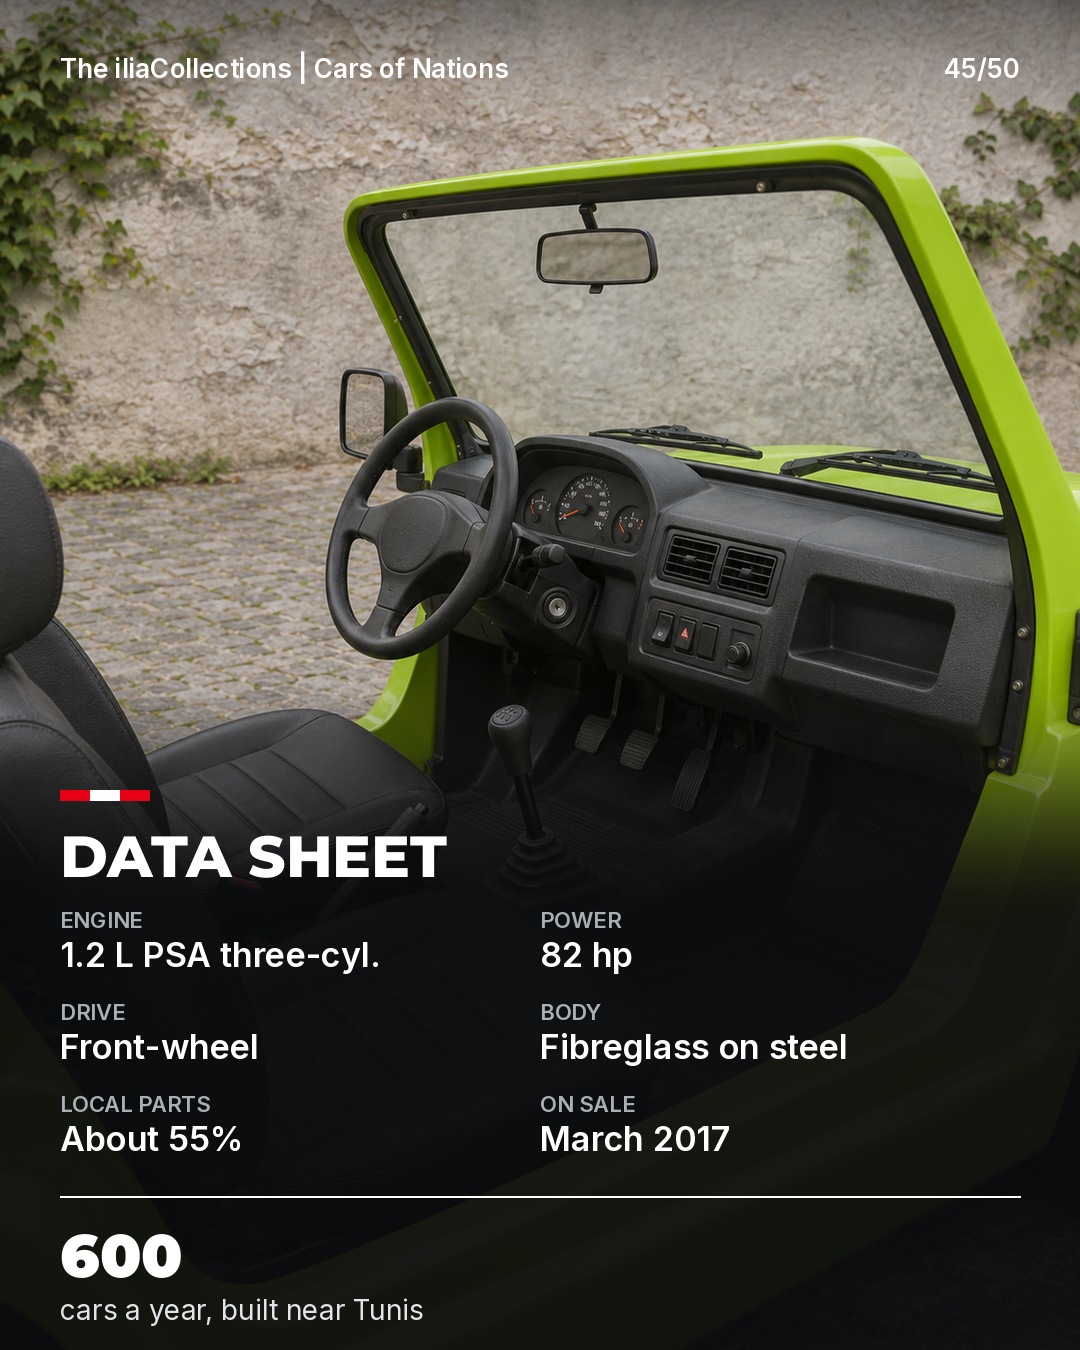 The iliaCollections | Cars of Nations
45/50
DATA SHEET
ENGINE
1.2 L PSA three-cyl.
POWER
82 hp
DRIVE
Front-wheel
BODY
Fibreglass on steel
LOCAL PARTS
About 55%
ON SALE
March 2017
600
cars a year, built near Tunis